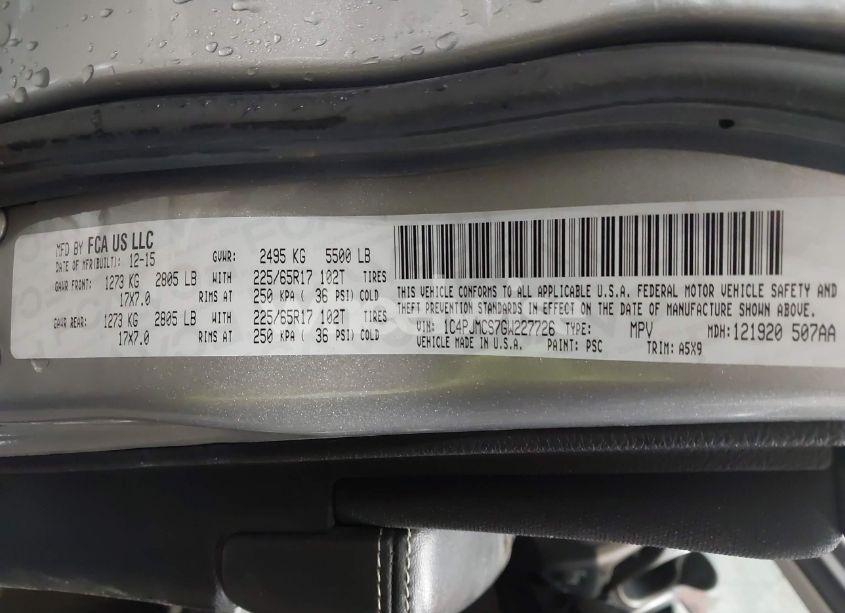 MFD BY FCA US LLC
DATE OF MFR(BUILT): 12-15 GVWR: 2495 KG 5500 LB
GAWR FRONT: 1273 KG 2805 LB WITH 225/65R17 102T TIRES
17X7.0 RIMS AT 250 KPA ( 36 PSI) COLD
GAWR REAR: 1273 KG 2805 LB WITH 225/65R17 102T TIRES
17X7.0 RIMS AT 250 KPA ( 36 PSI) COLD
THIS VEHICLE CONFORMS TO ALL APPLICABLE U.S.A. FEDERAL MOTOR VEHICLE SAFETY AND
THEFT PREVENTION STANDARDS IN EFFECT ON THE DATE OF MANUFACTURE SHOWN ABOVE.
VIN: 1C4PJMCS7GW227726 TYPE: MPV MDH: 121920 507AA
VEHICLE MADE IN U.S.A. PAINT: PSC TRIM: A5X9